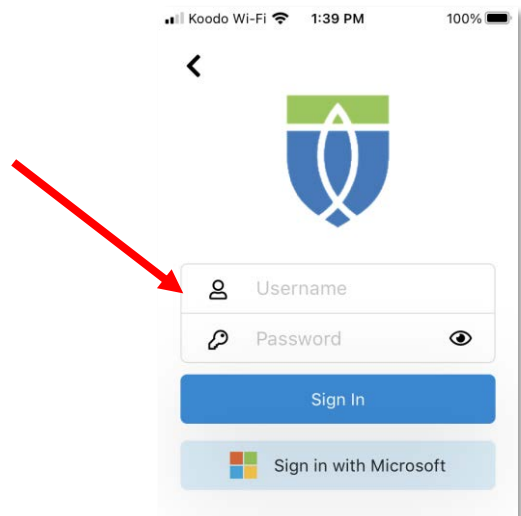 Koodo Wi-Fi 1:39 PM 100%
Username
Password
Sign In
Sign in with Microsoft